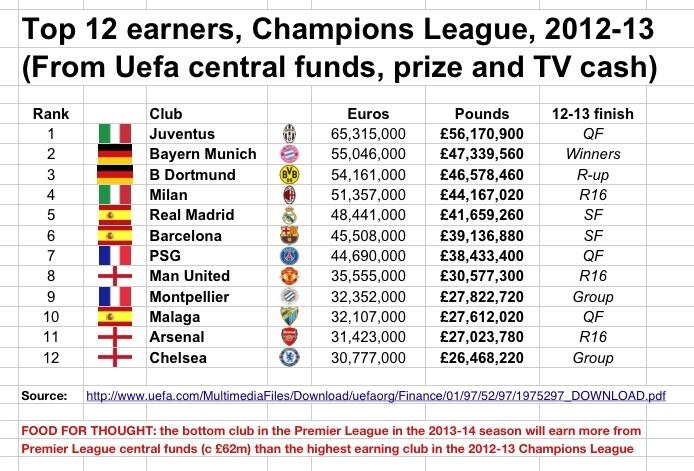 Top 12 earners, Champions League, 2012-13
(From Uefa central funds, prize and TV cash)
Rank Club Euros Pounds 12-13 finish
1 Juventus 65,315,000 £56,170,900 QF
2 Bayern Munich 55,046,000 £47,339,560 Winners
3 B Dortmund BVB 09 54,161,000 £46,578,460 R-up
4 Milan 51,357,000 £44,167,020 R16
5 Real Madrid 48,441,000 £41,659,260 SF
6 Barcelona 45,508,000 £39,136,880 SF
7 PSG 44,690,000 £38,433,400 QF
8 Man United 35,555,000 £30,577,300 R16
9 Montpellier 32,352,000 £27,822,720 Group
10 Malaga 32,107,000 £27,612,020 QF
11 Arsenal 31,423,000 £27,023,780 R16
12 Chelsea 30,777,000 £26,468,220 Group
Source: http://www.uefa.com/MultimediaFiles/Download/uefaorg/Finance/01/97/52/97/1975297_DOWNLOAD.pdf
FOOD FOR THOUGHT: the bottom club in the Premier League in the 2013-14 season will earn more from
Premier League central funds (c £62m) than the highest earning club in the 2012-13 Champions League